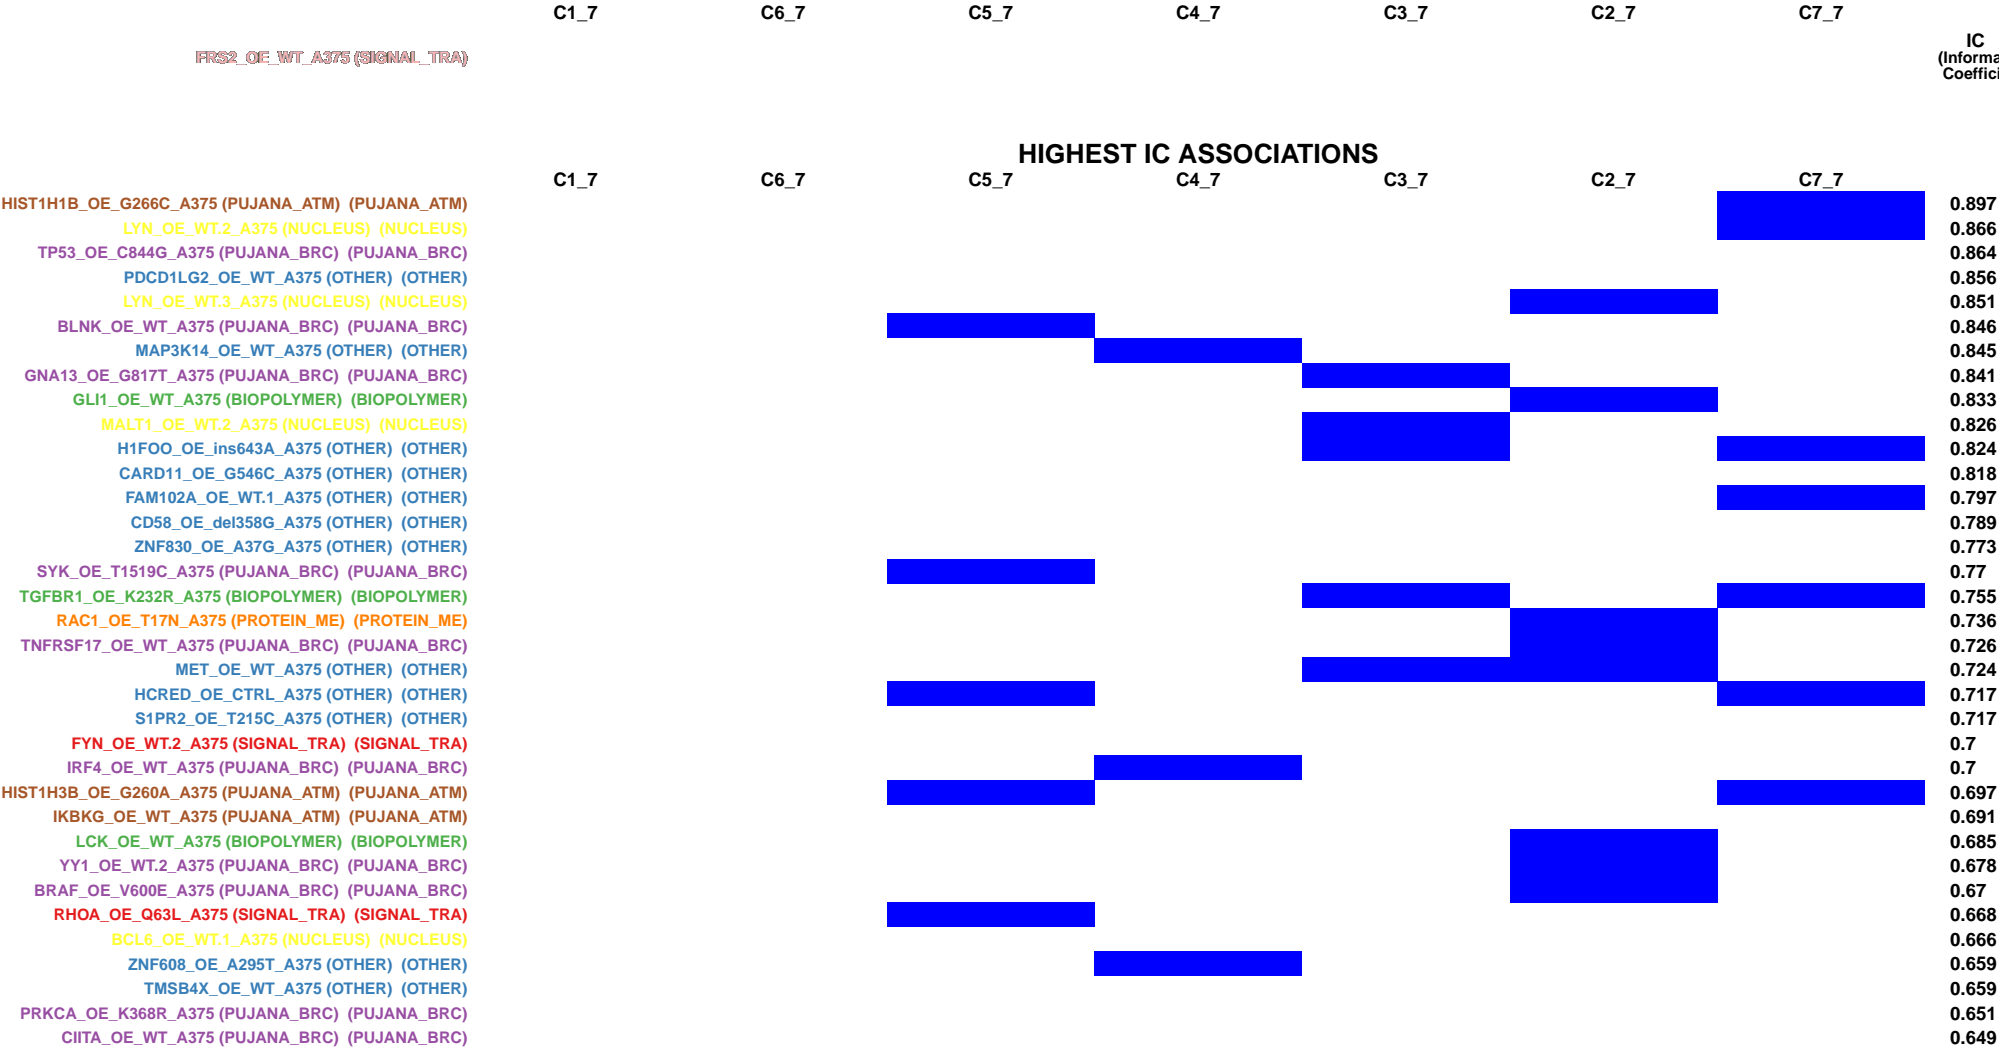 C1_7 C6_7 C5_7 C4_7 C3_7 C2_7 C7_7
FRS2_OE_WT_A375 (SIGNAL_TRA)
IC
(Informa
Coeffici
HIGHEST IC ASSOCIATIONS
C1_7 C6_7 C5_7 C4_7 C3_7 C2_7 C7_7
HIST1H1B_OE_G266C_A375 (PUJANA_ATM) (PUJANA_ATM) 0.897
LYN_OE_WT.2_A375 (NUCLEUS) (NUCLEUS) 0.866
TP53_OE_C844G_A375 (PUJANA_BRC) (PUJANA_BRC) 0.864
PDCD1LG2_OE_WT_A375 (OTHER) (OTHER) 0.856
LYN_OE_WT.3_A375 (NUCLEUS) (NUCLEUS) 0.851
BLNK_OE_WT_A375 (PUJANA_BRC) (PUJANA_BRC) 0.846
MAP3K14_OE_WT_A375 (OTHER) (OTHER) 0.845
GNA13_OE_G817T_A375 (PUJANA_BRC) (PUJANA_BRC) 0.841
GLI1_OE_WT_A375 (BIOPOLYMER) (BIOPOLYMER) 0.833
MALT1_OE_WT.2_A375 (NUCLEUS) (NUCLEUS) 0.826
H1FOO_OE_ins643A_A375 (OTHER) (OTHER) 0.824
CARD11_OE_G546C_A375 (OTHER) (OTHER) 0.818
FAM102A_OE_WT.1_A375 (OTHER) (OTHER) 0.797
CD58_OE_del358G_A375 (OTHER) (OTHER) 0.789
ZNF830_OE_A37G_A375 (OTHER) (OTHER) 0.773
SYK_OE_T1519C_A375 (PUJANA_BRC) (PUJANA_BRC) 0.77
TGFBR1_OE_K232R_A375 (BIOPOLYMER) (BIOPOLYMER) 0.755
RAC1_OE_T17N_A375 (PROTEIN_ME) (PROTEIN_ME) 0.736
TNFRSF17_OE_WT_A375 (PUJANA_BRC) (PUJANA_BRC) 0.726
MET_OE_WT_A375 (OTHER) (OTHER) 0.724
HCRED_OE_CTRL_A375 (OTHER) (OTHER) 0.717
S1PR2_OE_T215C_A375 (OTHER) (OTHER) 0.717
FYN_OE_WT.2_A375 (SIGNAL_TRA) (SIGNAL_TRA) 0.7
IRF4_OE_WT_A375 (PUJANA_BRC) (PUJANA_BRC) 0.7
HIST1H3B_OE_G260A_A375 (PUJANA_ATM) (PUJANA_ATM) 0.697
IKBKG_OE_WT_A375 (PUJANA_ATM) (PUJANA_ATM) 0.691
LCK_OE_WT_A375 (BIOPOLYMER) (BIOPOLYMER) 0.685
YY1_OE_WT.2_A375 (PUJANA_BRC) (PUJANA_BRC) 0.678
BRAF_OE_V600E_A375 (PUJANA_BRC) (PUJANA_BRC) 0.67
RHOA_OE_Q63L_A375 (SIGNAL_TRA) (SIGNAL_TRA) 0.668
BCL6_OE_WT.1_A375 (NUCLEUS) (NUCLEUS) 0.666
ZNF608_OE_A295T_A375 (OTHER) (OTHER) 0.659
TMSB4X_OE_WT_A375 (OTHER) (OTHER) 0.659
PRKCA_OE_K368R_A375 (PUJANA_BRC) (PUJANA_BRC) 0.651
CIITA_OE_WT_A375 (PUJANA_BRC) (PUJANA_BRC) 0.649